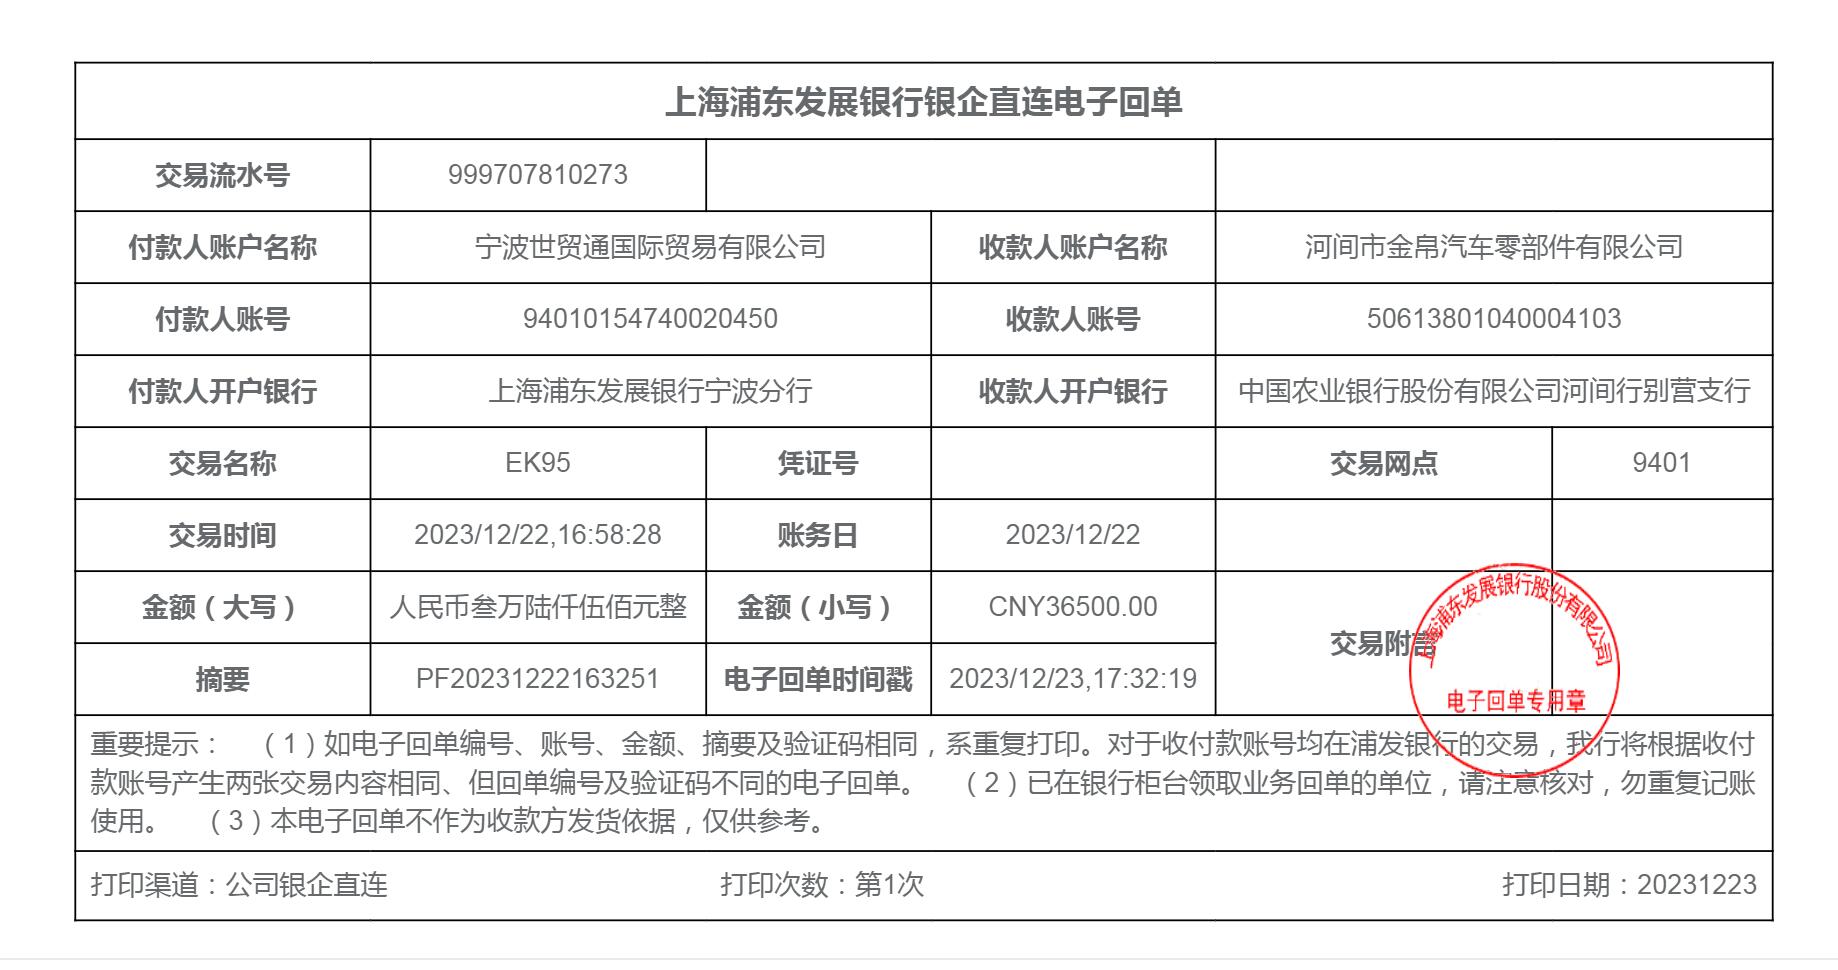 上海浦东发展银行银企直连电子回单
交易流水号 999707810273
付款人账户名称 宁波世贸通国际贸易有限公司 收款人账户名称 河间市金帛汽车零部件有限公司
付款人账号 94010154740020450 收款人账号 50613801040004103
付款人开户银行 上海浦东发展银行宁波分行 收款人开户银行 中国农业银行股份有限公司河间行别营支行
交易名称 EK95 凭证号 交易网点 9401
交易时间 2023/12/22,16:58:28 账务日 2023/12/22
金额（大写） 人民币叁万陆仟伍佰元整 金额（小写） CNY36500.00
交易附言
摘要 PF20231222163251 电子回单时间戳 2023/12/23,17:32:19
上海浦东发展银行股份有限公司
电子回单专用章
重要提示： （1）如电子回单编号、账号、金额、摘要及验证码相同，系重复打印。对于收付款账号均在浦发银行的交易，我行将根据收付
款账号产生两张交易内容相同、但回单编号及验证码不同的电子回单。 （2）已在银行柜台领取业务回单的单位，请注意核对，勿重复记账
使用。 （3）本电子回单不作为收款方发货依据，仅供参考。
打印渠道：公司银企直连 打印次数：第1次 打印日期：20231223